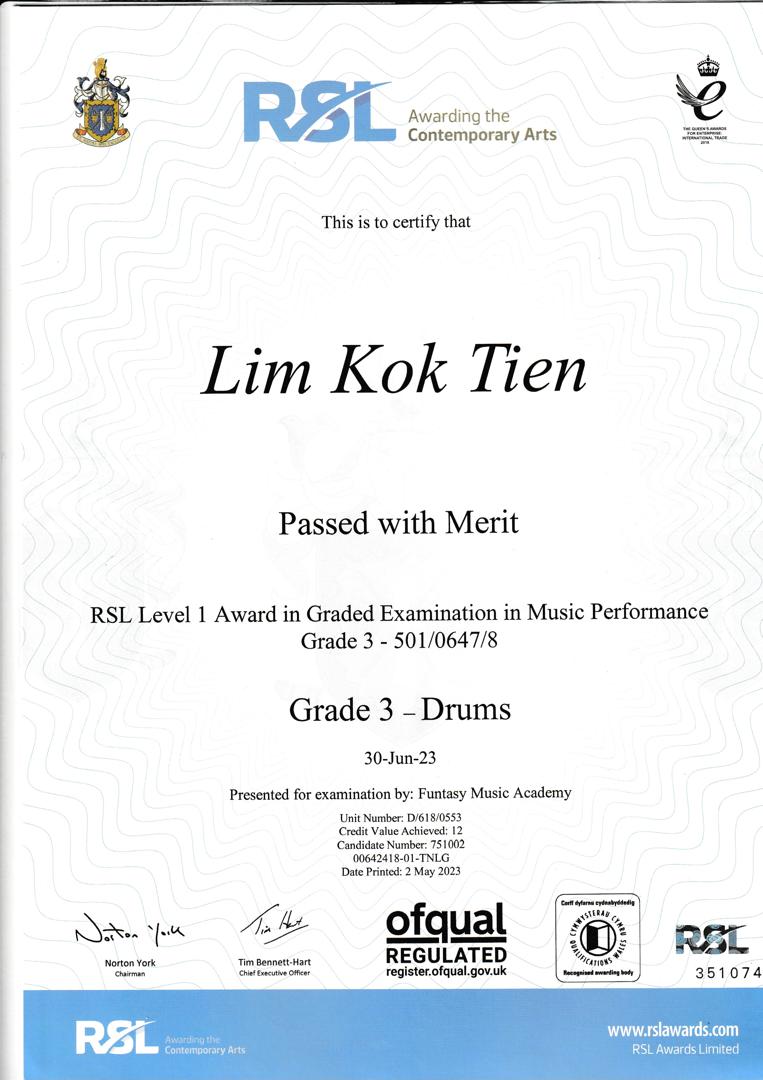 RSL Awarding the
Contemporary Arts
THE QUEEN'S AWARDS
FOR ENTERPRISE:
INTERNATIONAL TRADE
2018
This is to certify that
Lim Kok Tien
Passed with Merit
RSL Level 1 Award in Graded Examination in Music Performance
Grade 3 - 501/0647/8
Grade 3 – Drums
30-Jun-23
Presented for examination by: Funtasy Music Academy
Unit Number: D/618/0553
Credit Value Achieved: 12
Candidate Number: 751002
00642418-01-TNLG
Date Printed: 2 May 2023
Norton York
Norton York
Chairman
Tim Hart
Tim Bennett-Hart
Chief Executive Officer
ofqual
REGULATED
register.ofqual.gov.uk
Corff dyfarnu cydnabyddedig
CYMWYSTERAU CYMRU
QUALIFICATIONS WALES
Recognised awarding body
RSL
351074
RSL Awarding the
Contemporary Arts
www.rslawards.com
RSL Awards Limited